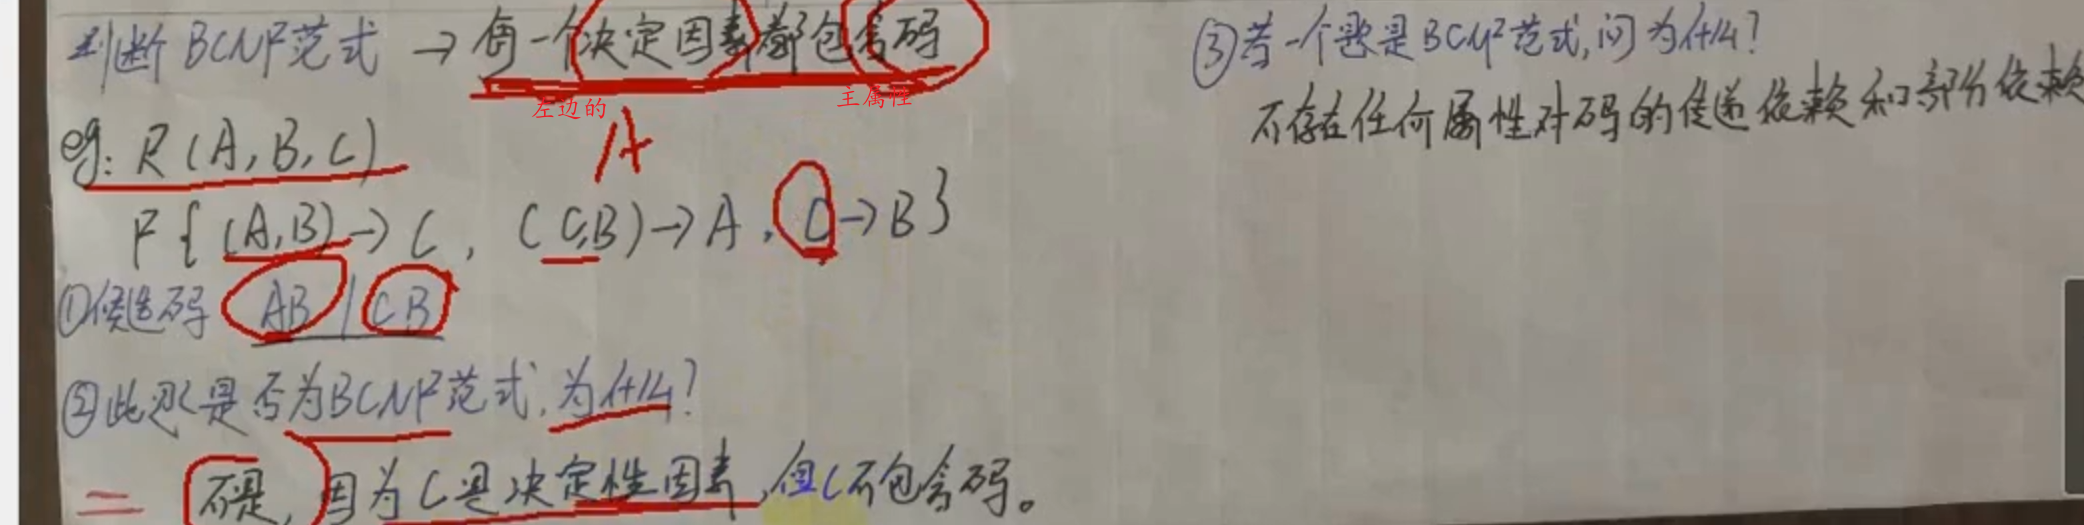 判断BCNF范式 → 每一个决定因素都包含码
左边的
主属性
A
eg: R(A,B,C)
F{(A,B)→C, (C,B)→A, C→B}
①候选码 AB | CB
②此题是否为BCNF范式,为什么?
不是,因为C是决定性因素,但C不包含码。
③若一个题是BCNF范式,问为什么?
不存在任何属性对码的传递依赖和部分依赖